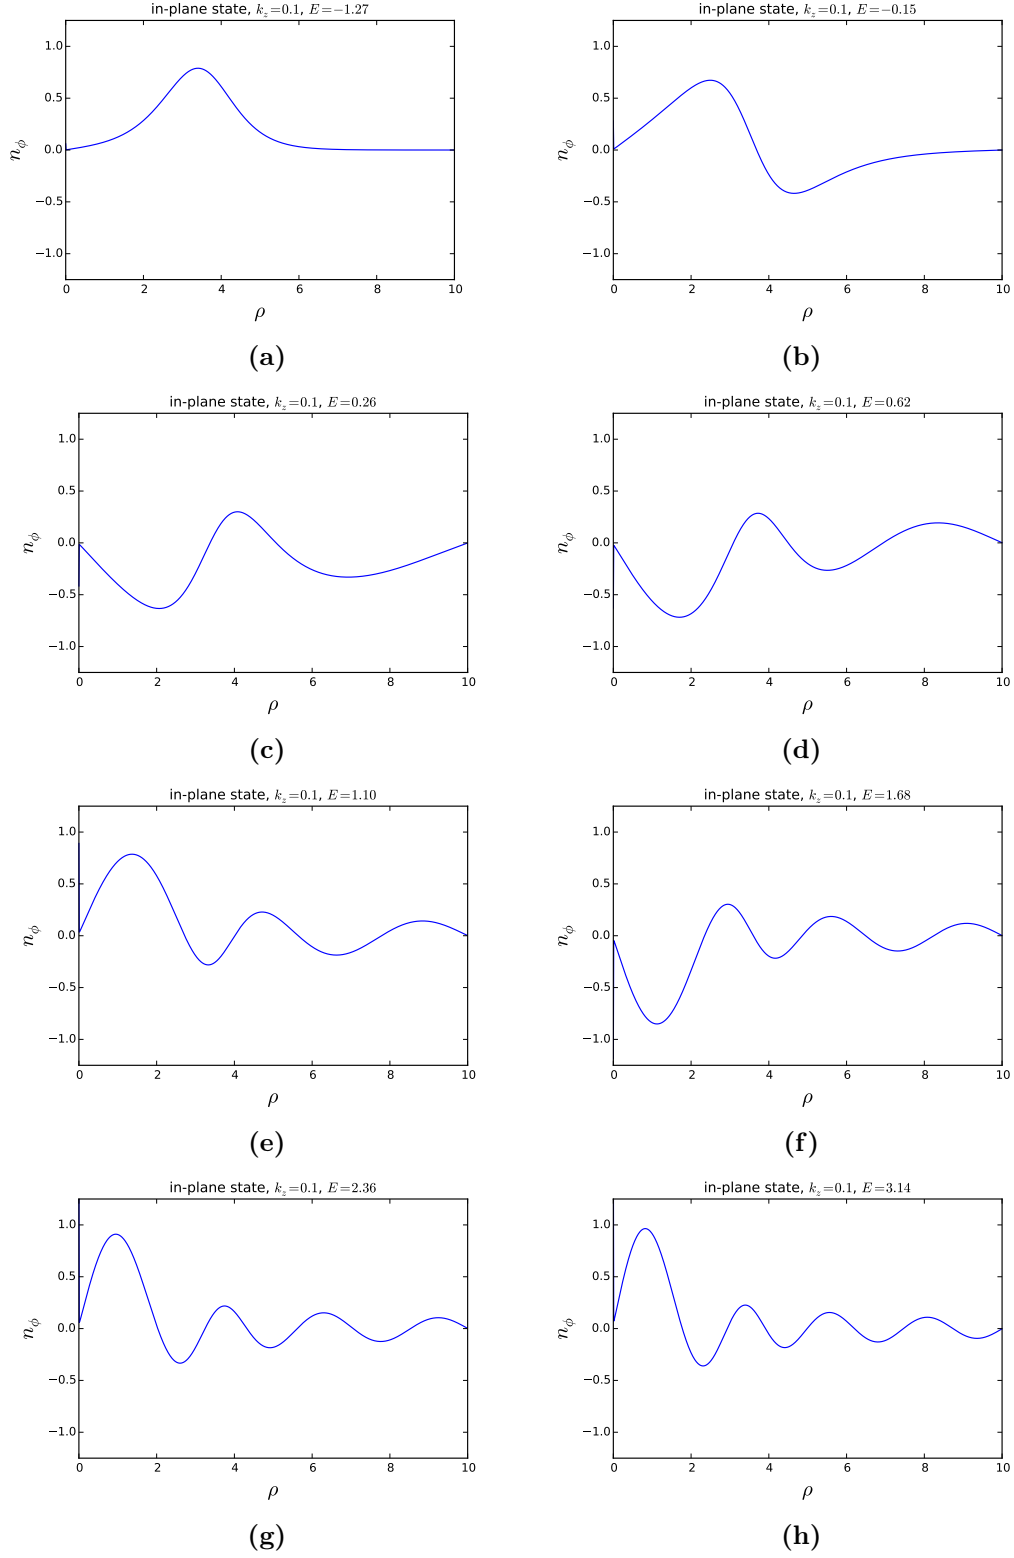 in-plane state, k_z=0.1, E=−1.27
in-plane state, k_z=0.1, E=−0.15
1.0
0.5
0.0
−0.5
−1.0
n_ϕ
0 2 4 6 8 10
ρ
1.0
0.5
0.0
−0.5
−1.0
n_ϕ
0 2 4 6 8 10
ρ
(a)
(b)
in-plane state, k_z=0.1, E=0.26
in-plane state, k_z=0.1, E=0.62
1.0
0.5
0.0
−0.5
−1.0
n_ϕ
0 2 4 6 8 10
ρ
1.0
0.5
0.0
−0.5
−1.0
n_ϕ
0 2 4 6 8 10
ρ
(c)
(d)
in-plane state, k_z=0.1, E=1.10
in-plane state, k_z=0.1, E=1.68
1.0
0.5
0.0
−0.5
−1.0
n_ϕ
0 2 4 6 8 10
ρ
1.0
0.5
0.0
−0.5
−1.0
n_ϕ
0 2 4 6 8 10
ρ
(e)
(f)
in-plane state, k_z=0.1, E=2.36
in-plane state, k_z=0.1, E=3.14
1.0
0.5
0.0
−0.5
−1.0
n_ϕ
0 2 4 6 8 10
ρ
1.0
0.5
0.0
−0.5
−1.0
n_ϕ
0 2 4 6 8 10
ρ
(g)
(h)